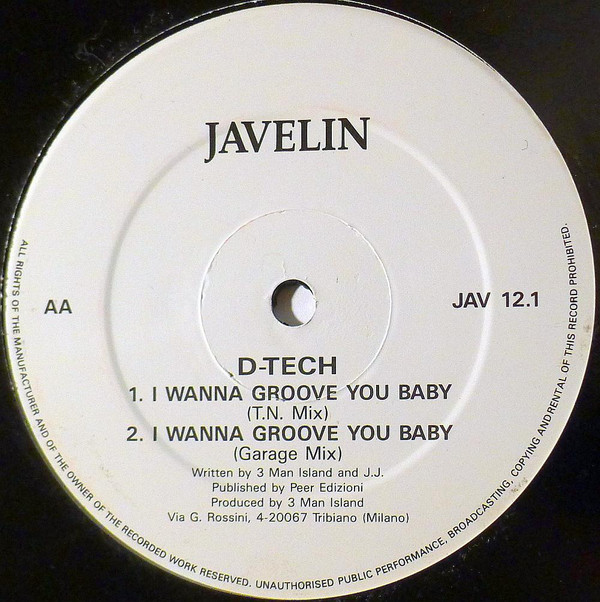 JAVELIN
AA
JAV 12.1
D-TECH
1. I WANNA GROOVE YOU BABY
(T.N. Mix)
2. I WANNA GROOVE YOU BABY
(Garage Mix)
Written by 3 Man Island and J.J.
Published by Peer Edizioni
Produced by 3 Man Island
Via G. Rossini, 4-20067 Tribiano (Milano)
ALL RIGHTS OF THE MANUFACTURER AND OF THE OWNER OF THE RECORDED WORK RESERVED. UNAUTHORISED PUBLIC PERFORMANCE, BROADCASTING, COPYING ANDRENTAL OF THIS RECORD PROHIBITED.